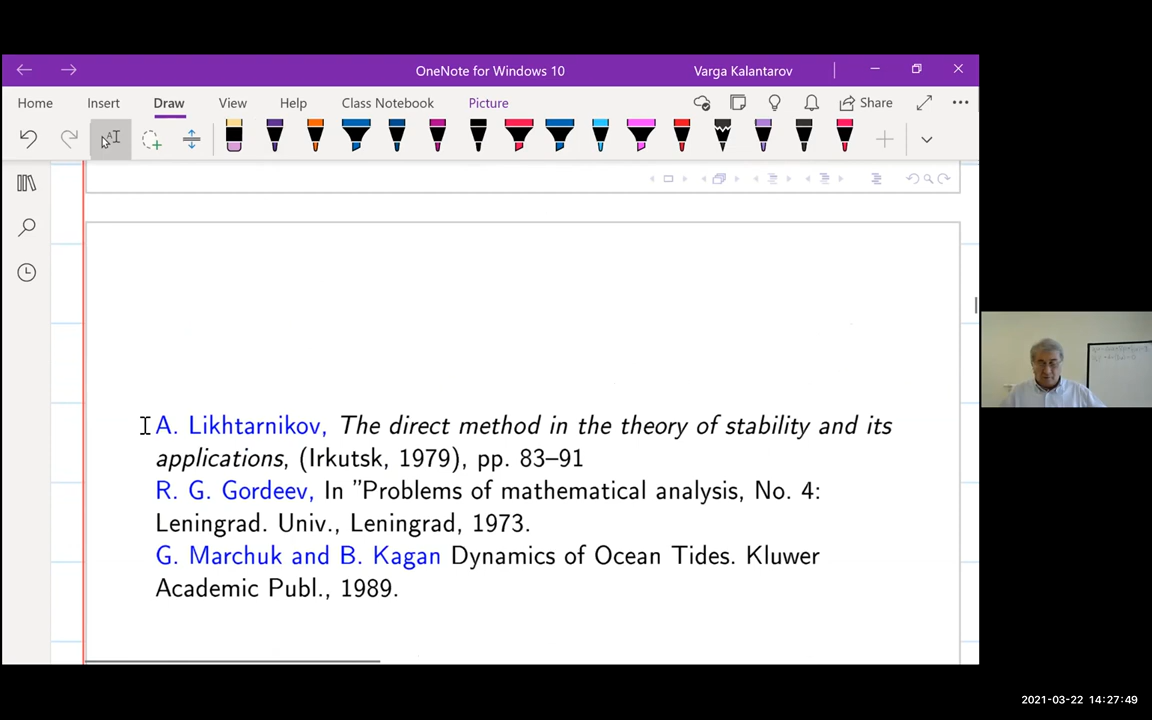 OneNote for Windows 10
Varga Kalantarov
Home Insert Draw View Help Class Notebook Picture Share
A. Likhtarnikov, The direct method in the theory of stability and its
applications, (Irkutsk, 1979), pp. 83–91
R. G. Gordeev, In ”Problems of mathematical analysis, No. 4:
Leningrad. Univ., Leningrad, 1973.
G. Marchuk and B. Kagan Dynamics of Ocean Tides. Kluwer
Academic Publ., 1989.
2021-03-22 14:27:49